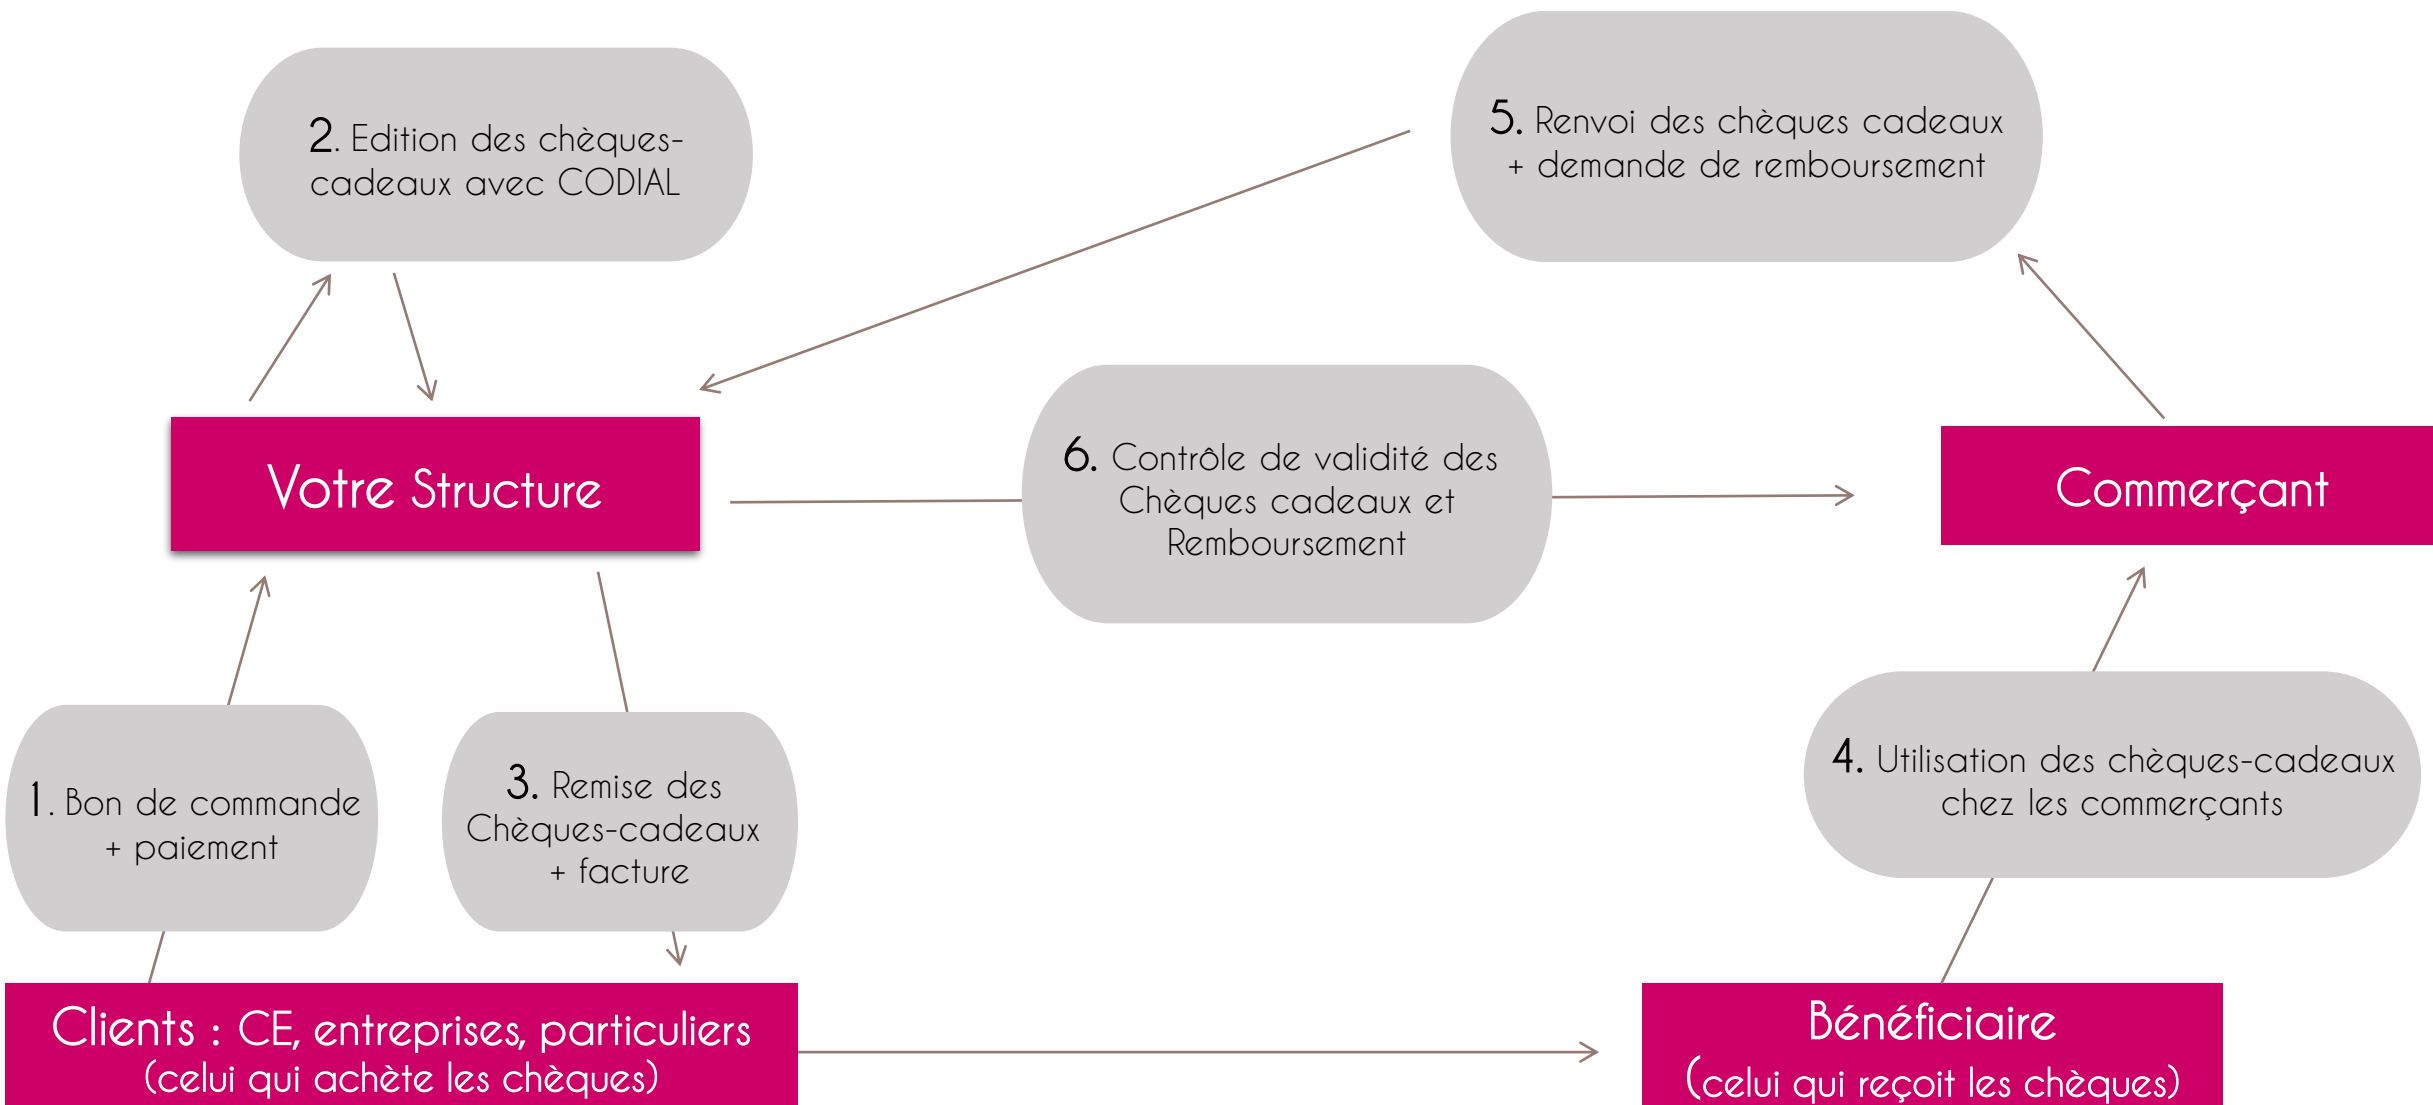 2. Edition des chèques-
cadeaux avec CODIAL
5. Renvoi des chèques cadeaux
+ demande de remboursement
Votre Structure
6. Contrôle de validité des
Chèques cadeaux et
Remboursement
Commerçant
1. Bon de commande
+ paiement
3. Remise des
Chèques-cadeaux
+ facture
4. Utilisation des chèques-cadeaux
chez les commerçants
Clients : CE, entreprises, particuliers
(celui qui achète les chèques)
Bénéficiaire
(celui qui reçoit les chèques)